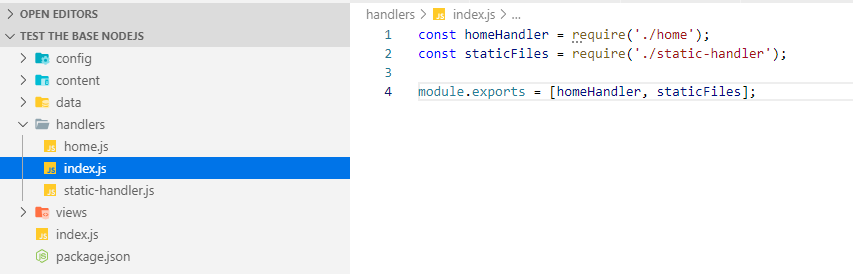 OPEN EDITORS
TEST THE BASE NODEJS
config
content
data
handlers
home.js
index.js
static-handler.js
views
index.js
package.json
handlers > index.js > ...
1 const homeHandler = require('./home');
2 const staticFiles = require('./static-handler');
3
4 module.exports = [homeHandler, staticFiles];